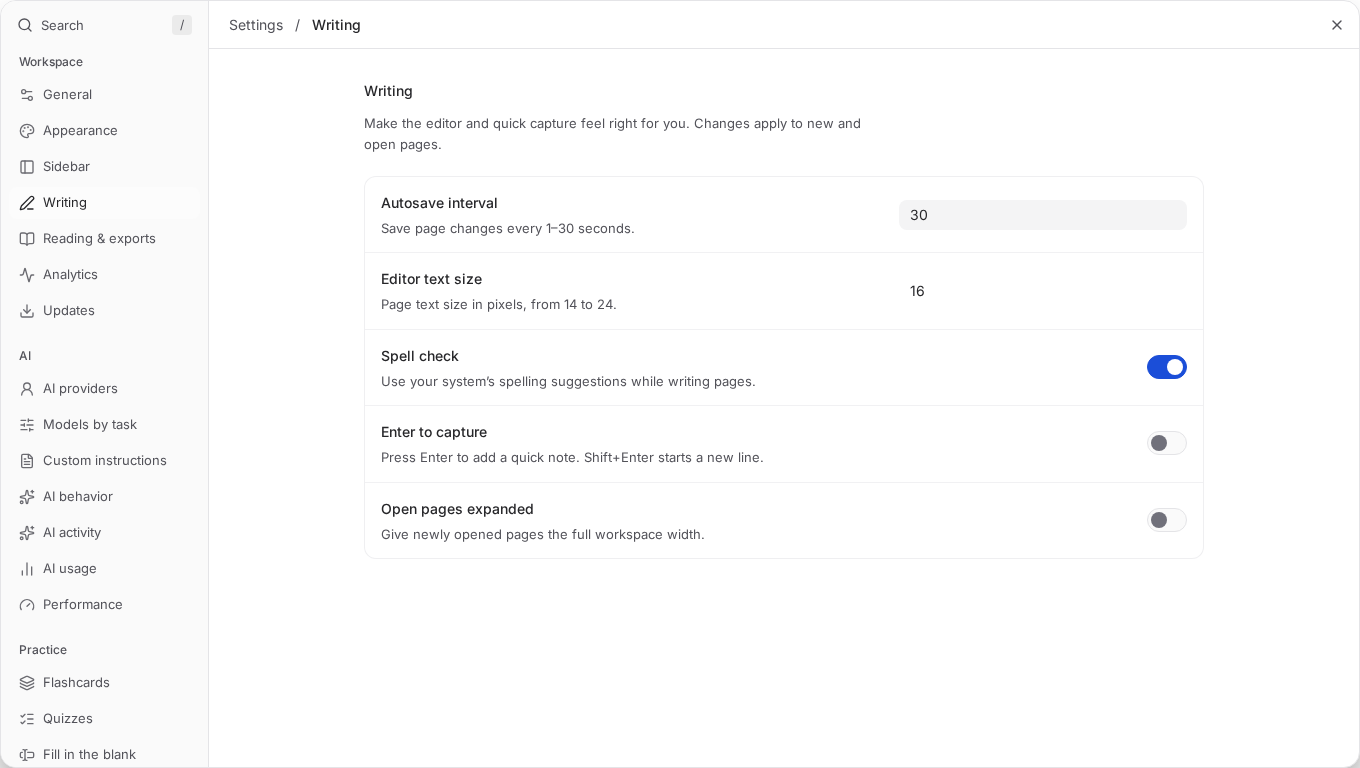 Search /
Workspace
General
Appearance
Sidebar
Writing
Reading & exports
Analytics
Updates
AI
AI providers
Models by task
Custom instructions
AI behavior
AI activity
AI usage
Performance
Practice
Flashcards
Quizzes
Fill in the blank
Settings / Writing
Writing
Make the editor and quick capture feel right for you. Changes apply to new and
open pages.
Autosave interval
Save page changes every 1–30 seconds.
30
Editor text size
Page text size in pixels, from 14 to 24.
16
Spell check
Use your system’s spelling suggestions while writing pages.
Enter to capture
Press Enter to add a quick note. Shift+Enter starts a new line.
Open pages expanded
Give newly opened pages the full workspace width.